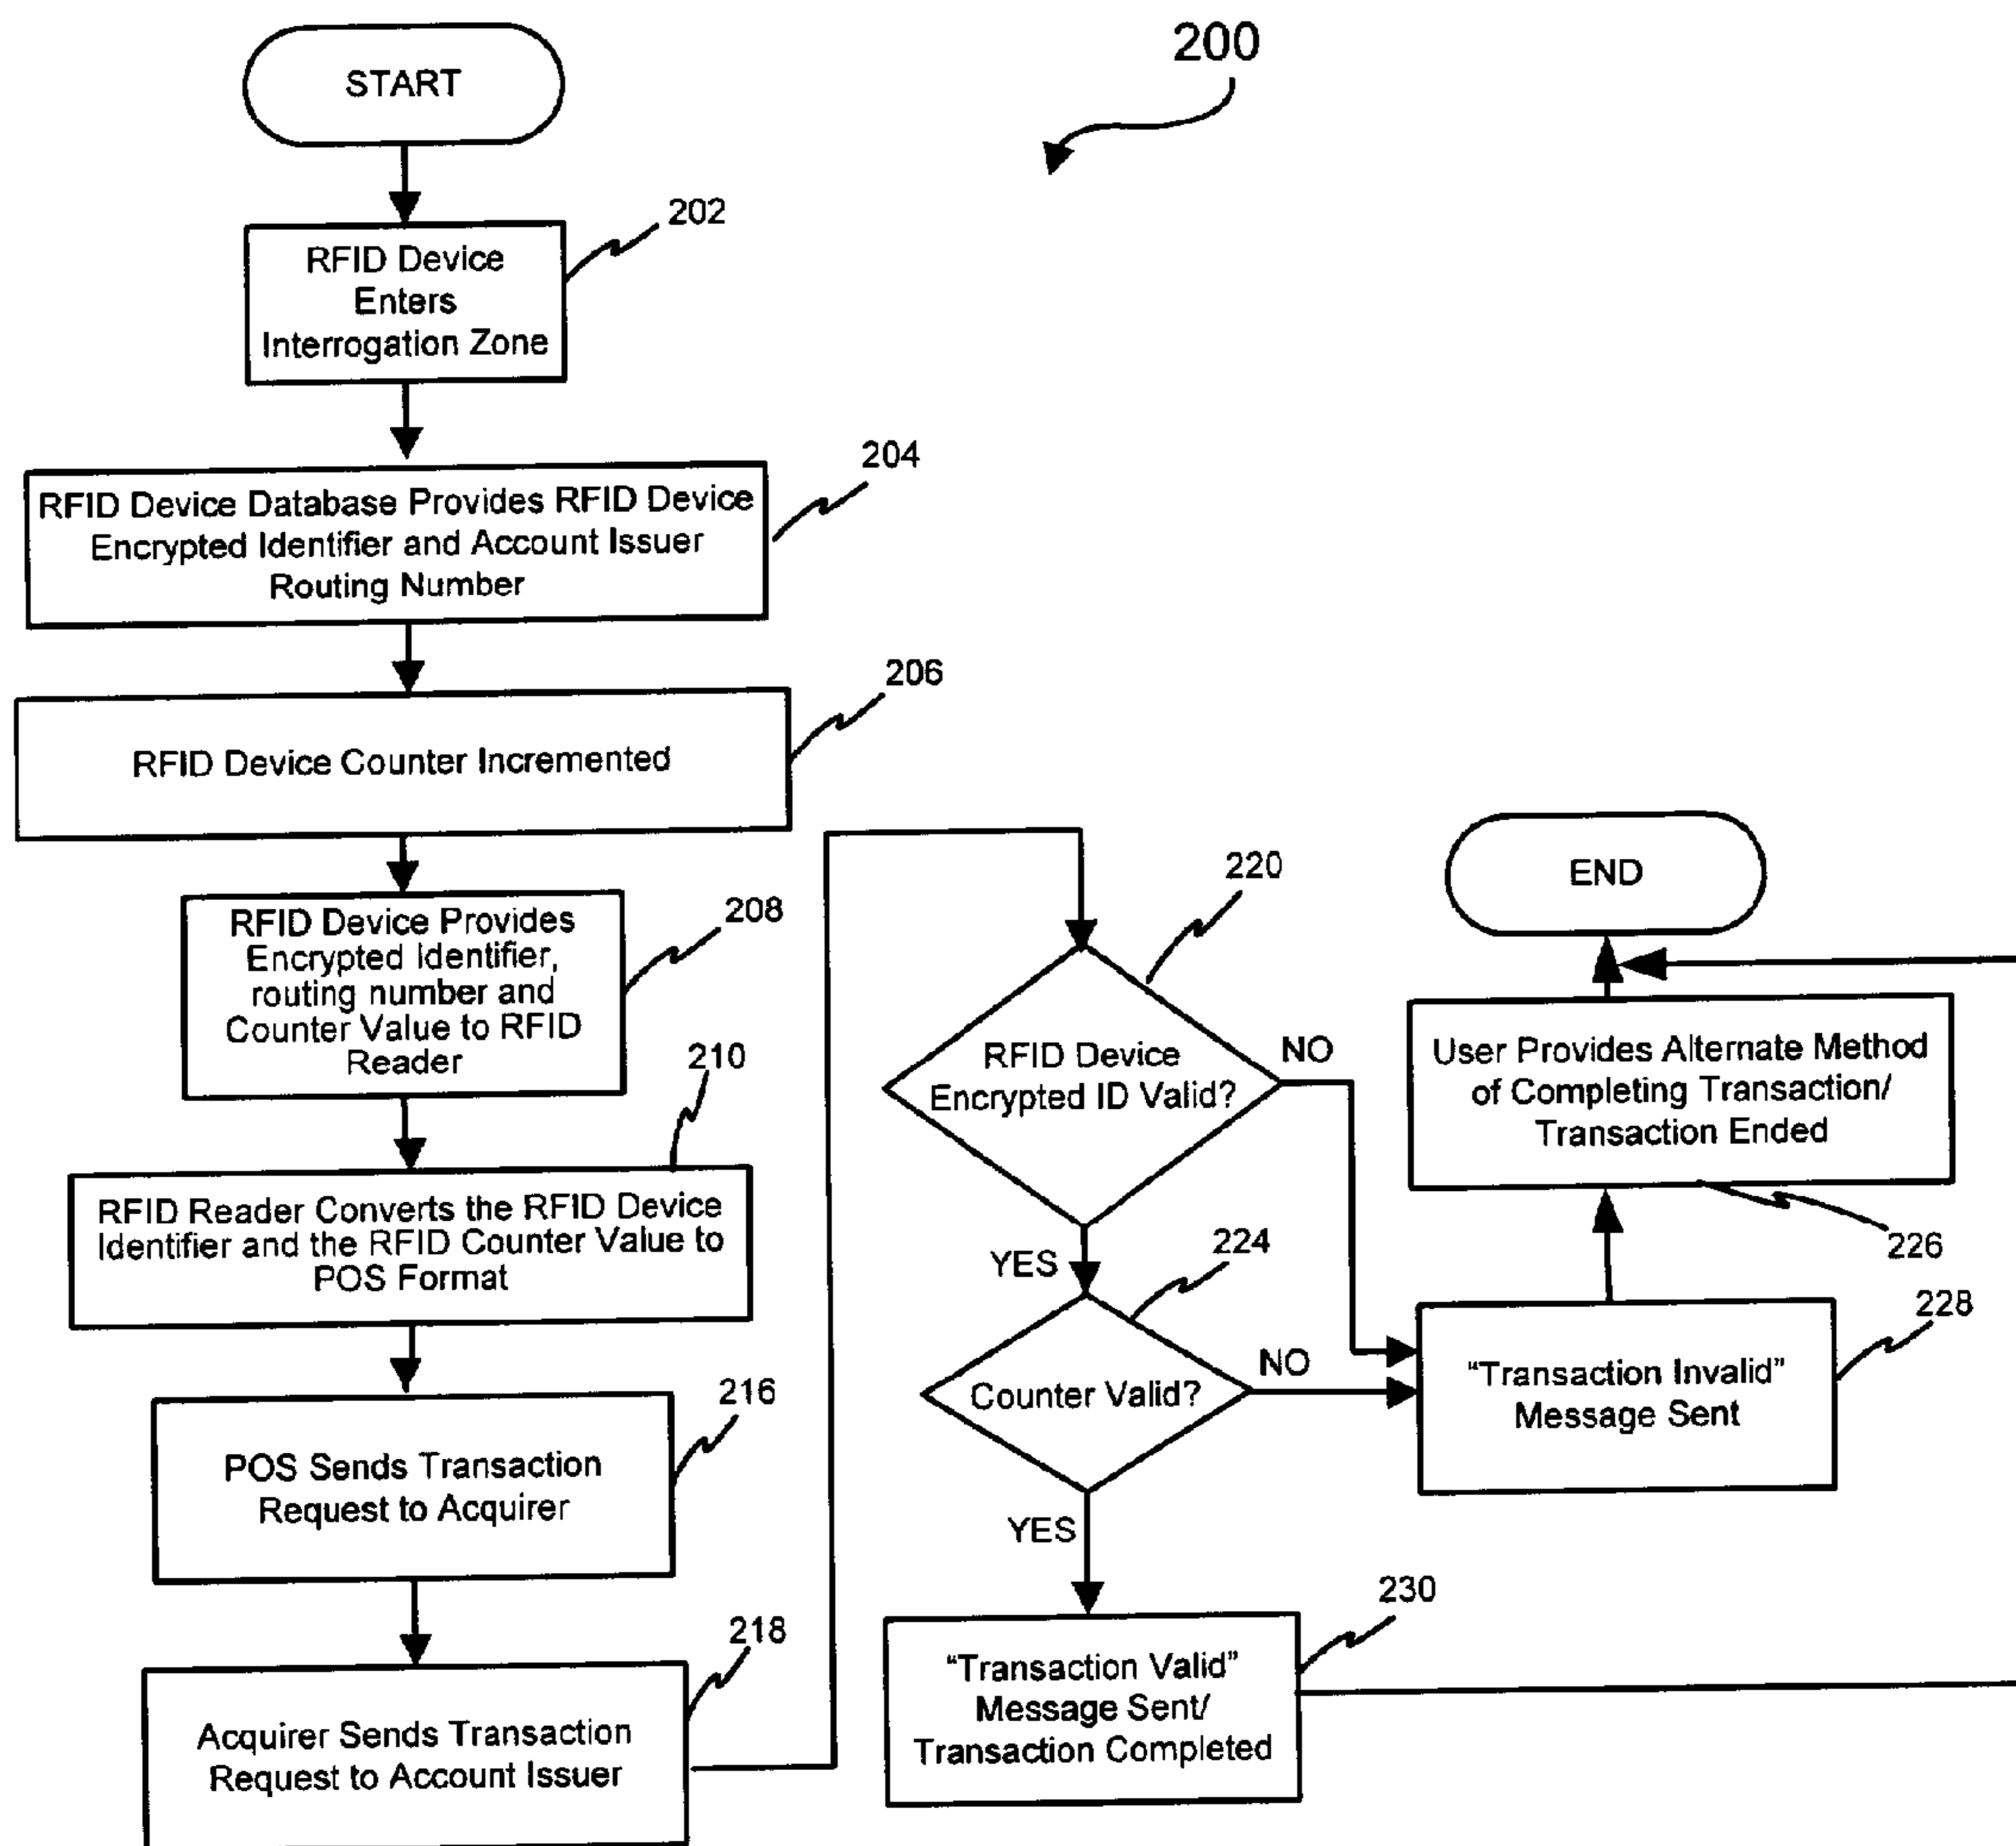 200
START
202
RFID Device
Enters
Interrogation Zone
204
RFID Device Database Provides RFID Device
Encrypted Identifier and Account Issuer
Routing Number
206
RFID Device Counter Incremented
208
RFID Device Provides
Encrypted Identifier,
routing number and
Counter Value to RFID
Reader
210
RFID Reader Converts the RFID Device
Identifier and the RFID Counter Value to
POS Format
216
POS Sends Transaction
Request to Acquirer
218
Acquirer Sends Transaction
Request to Account Issuer
220
RFID Device
Encrypted ID Valid?
NO
YES
224
Counter Valid?
NO
YES
230
“Transaction Valid”
Message Sent/
Transaction Completed
END
User Provides Alternate Method
of Completing Transaction/
Transaction Ended
226
228
“Transaction Invalid”
Message Sent